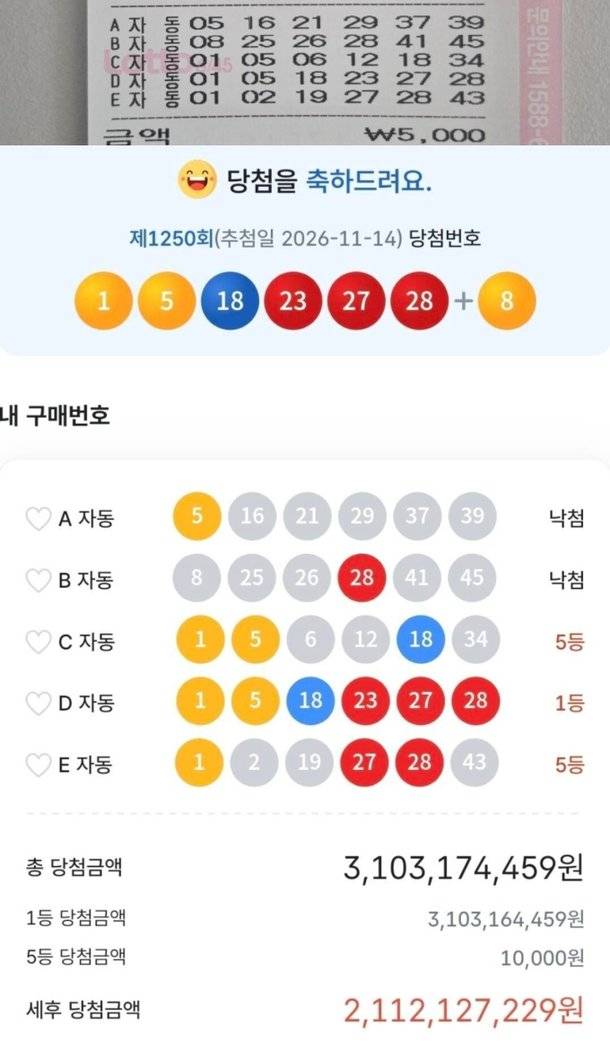 A 자 동 05 16 21 29 37 39
B 자 동 08 25 26 28 41 45
C 자 동 01 05 06 12 18 34
D 자 동 01 05 18 23 27 28
E 자 동 01 02 19 27 28 43
금액 ₩5,000
당첨을 축하드려요.
제1250회(추첨일 2026-11-14) 당첨번호
1 5 18 23 27 28 + 8
내 구매번호
A 자동 5 16 21 29 37 39 낙첨
B 자동 8 25 26 28 41 45 낙첨
C 자동 1 5 6 12 18 34 5등
D 자동 1 5 18 23 27 28 1등
E 자동 1 2 19 27 28 43 5등
총 당첨금액 3,103,174,459원
1등 당첨금액 3,103,164,459원
5등 당첨금액 10,000원
세후 당첨금액 2,112,127,229원